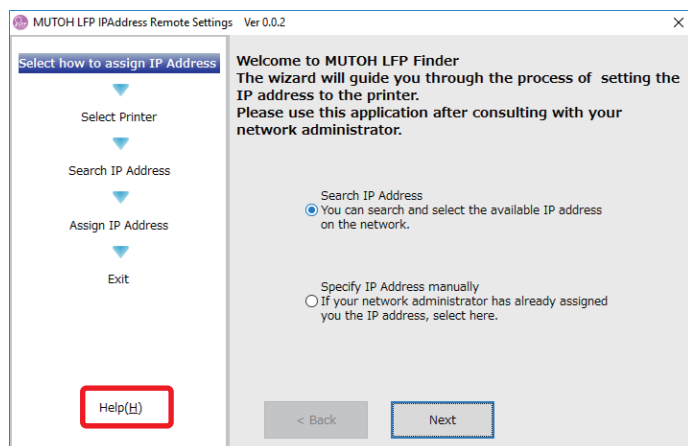 MUTOH LFP IPAddress Remote Settings Ver 0.0.2
Select how to assign IP Address
Select Printer
Search IP Address
Assign IP Address
Exit
Help(H)
Welcome to MUTOH LFP Finder
The wizard will guide you through the process of setting the
IP address to the printer.
Please use this application after consulting with your
network administrator.
Search IP Address
You can search and select the available IP address
on the network.
Specify IP Address manually
If your network administrator has already assigned
you the IP address, select here.
< Back
Next